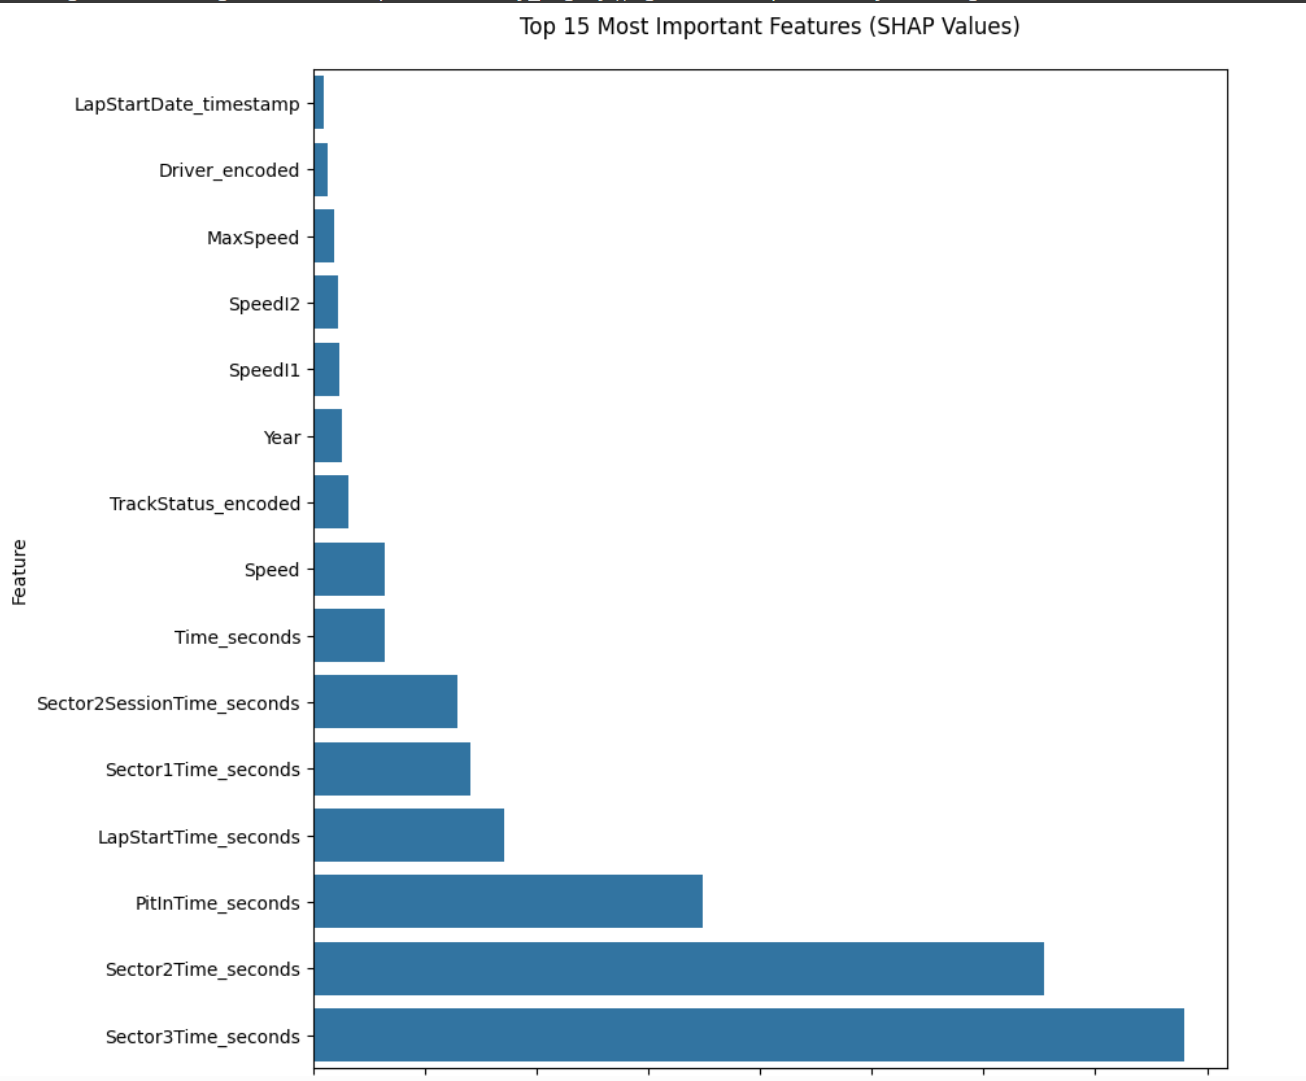 Top 15 Most Important Features (SHAP Values)
LapStartDate_timestamp
Driver_encoded
MaxSpeed
SpeedI2
SpeedI1
Year
TrackStatus_encoded
Speed
Time_seconds
Sector2SessionTime_seconds
Sector1Time_seconds
LapStartTime_seconds
PitInTime_seconds
Sector2Time_seconds
Sector3Time_seconds
Feature